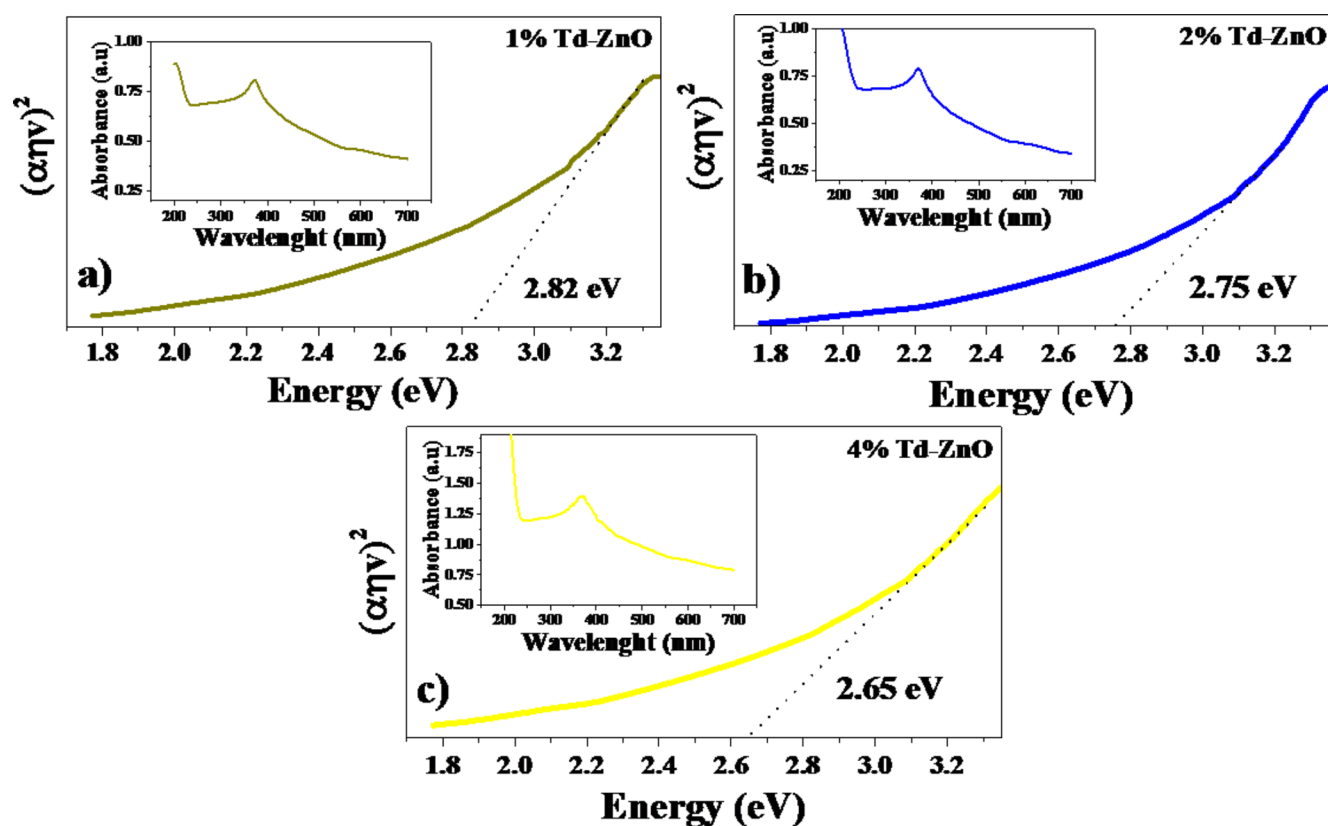 1% Td-ZnO
1.00
0.75
0.50
0.25
Absorbance (a.u)
200 300 400 500 600 700
Wavelenght (nm)
(αην)²
a)
2.82 eV
1.8 2.0 2.2 2.4 2.6 2.8 3.0 3.2
Energy (eV)
2% Td-ZnO
1.00
0.75
0.50
0.25
Absorbance (a.u)
200 300 400 500 600 700
Wavelenght (nm)
(αην)²
b)
2.75 eV
1.8 2.0 2.2 2.4 2.6 2.8 3.0 3.2
Energy (eV)
4% Td-ZnO
1.75
1.50
1.25
1.00
0.75
0.50
Absorbance (a.u)
200 300 400 500 600 700
Wavelenght (nm)
(αην)²
c)
2.65 eV
1.8 2.0 2.2 2.4 2.6 2.8 3.0 3.2
Energy (eV)